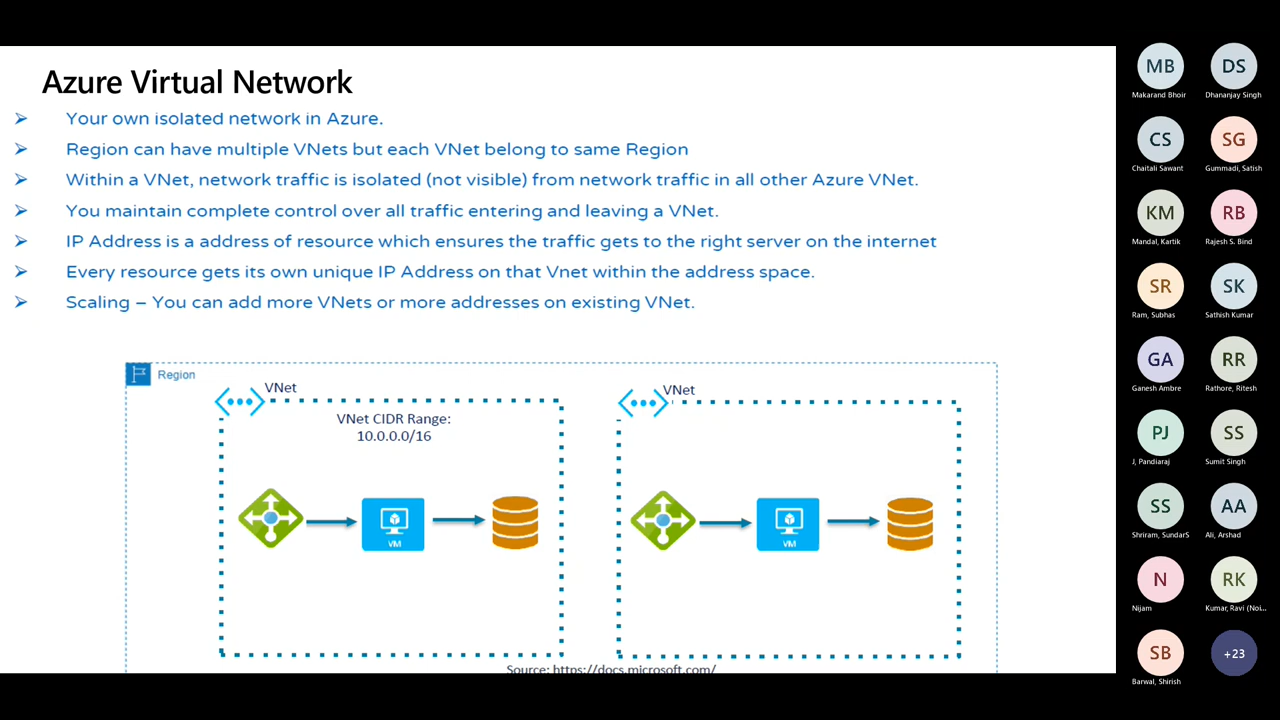 Azure Virtual Network
➢ Your own isolated network in Azure.
➢ Region can have multiple VNets but each VNet belong to same Region
➢ Within a VNet, network traffic is isolated (not visible) from network traffic in all other Azure VNet.
➢ You maintain complete control over all traffic entering and leaving a VNet.
➢ IP Address is a address of resource which ensures the traffic gets to the right server on the internet
➢ Every resource gets its own unique IP Address on that Vnet within the address space.
➢ Scaling – You can add more VNets or more addresses on existing VNet.
Region
VNet
VNet CIDR Range:
10.0.0.0/16
VM
VNet
VM
Source: https://docs.microsoft.com/
MB
Makarand Bhoir
DS
Dhananjay Singh
CS
Chaitali Sawant
SG
Gummadi, Satish
KM
Mandal, Kartik
RB
Rajesh S. Bind
SR
Ram, Subhas
SK
Sathish Kumar
GA
Ganesh Ambre
RR
Rathore, Ritesh
PJ
J, Pandiaraj
SS
Sumit Singh
SS
Shriram, SundarS
AA
Ali, Arshad
N
Nijam
RK
Kumar, Ravi (Noi...
SB
Barwal, Shirish
+23